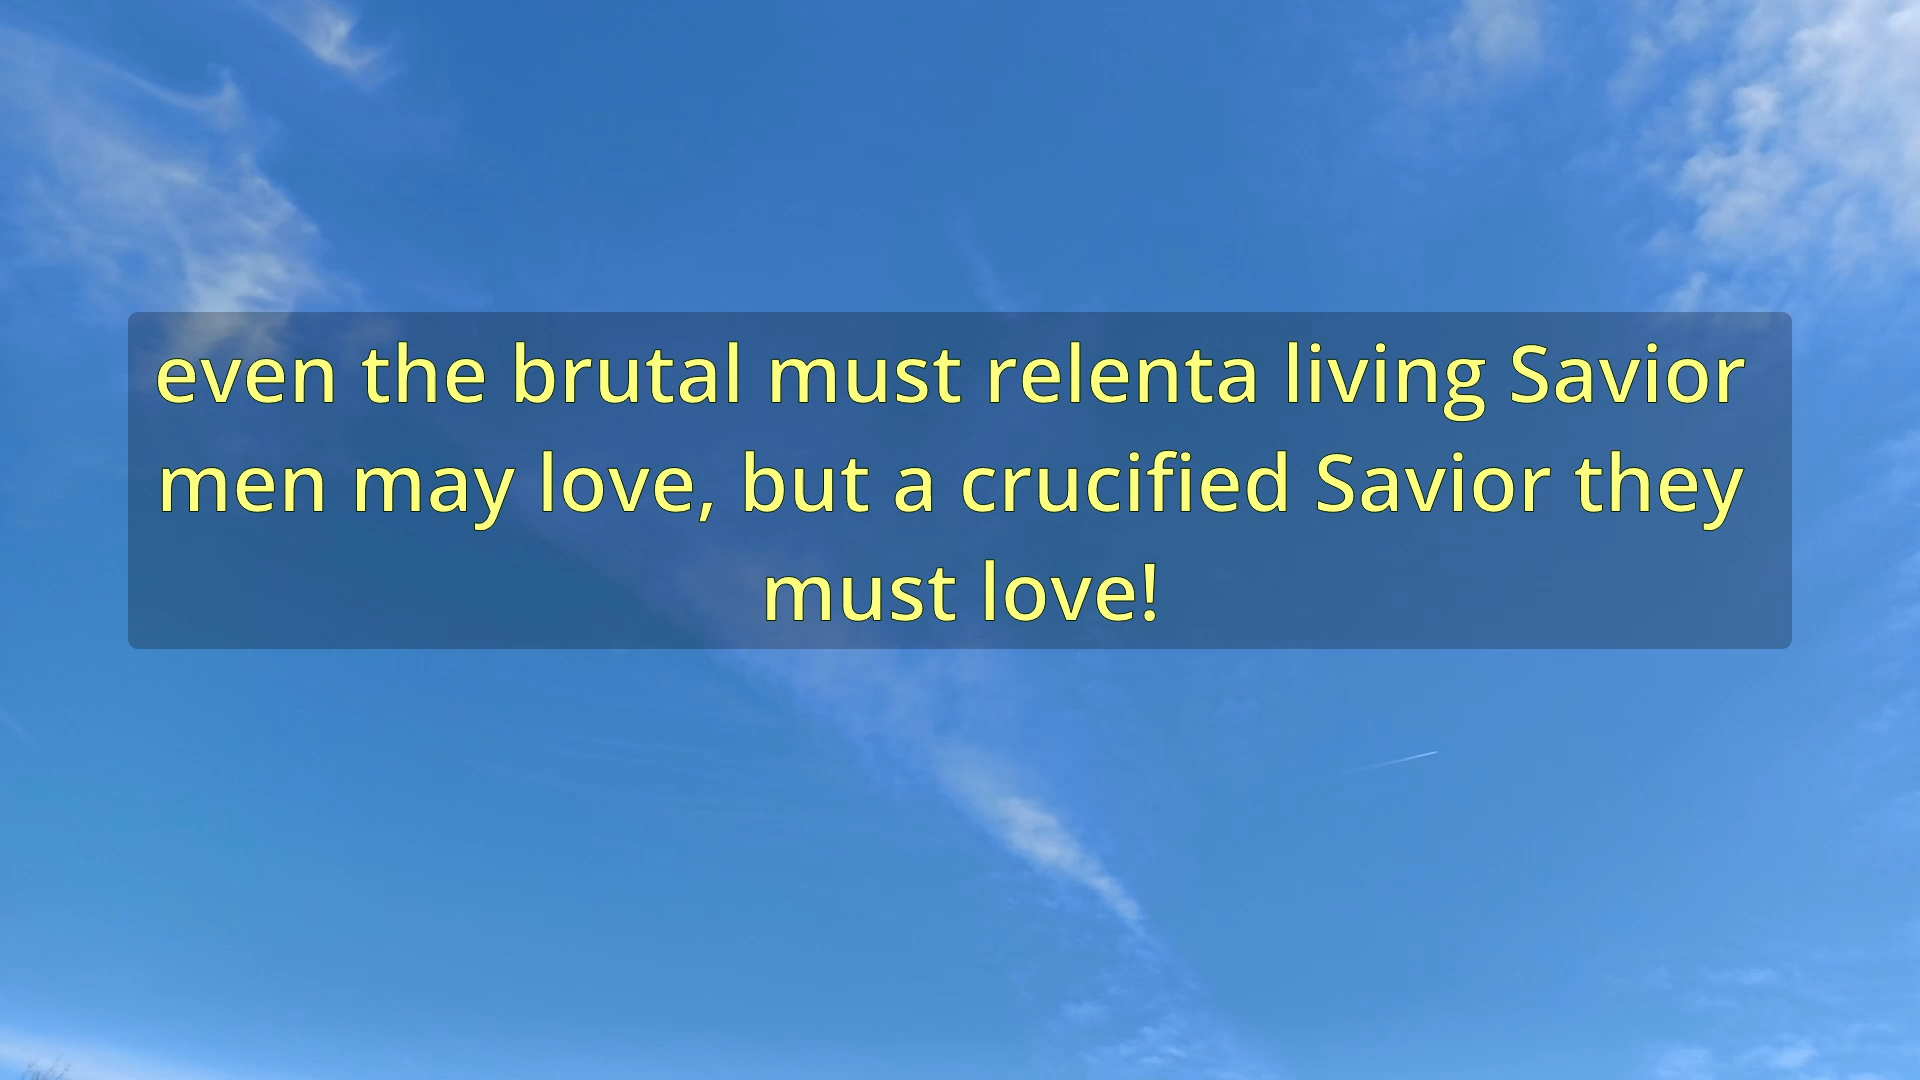 even the brutal must relenta living Savior
men may love, but a crucified Savior they
must love!